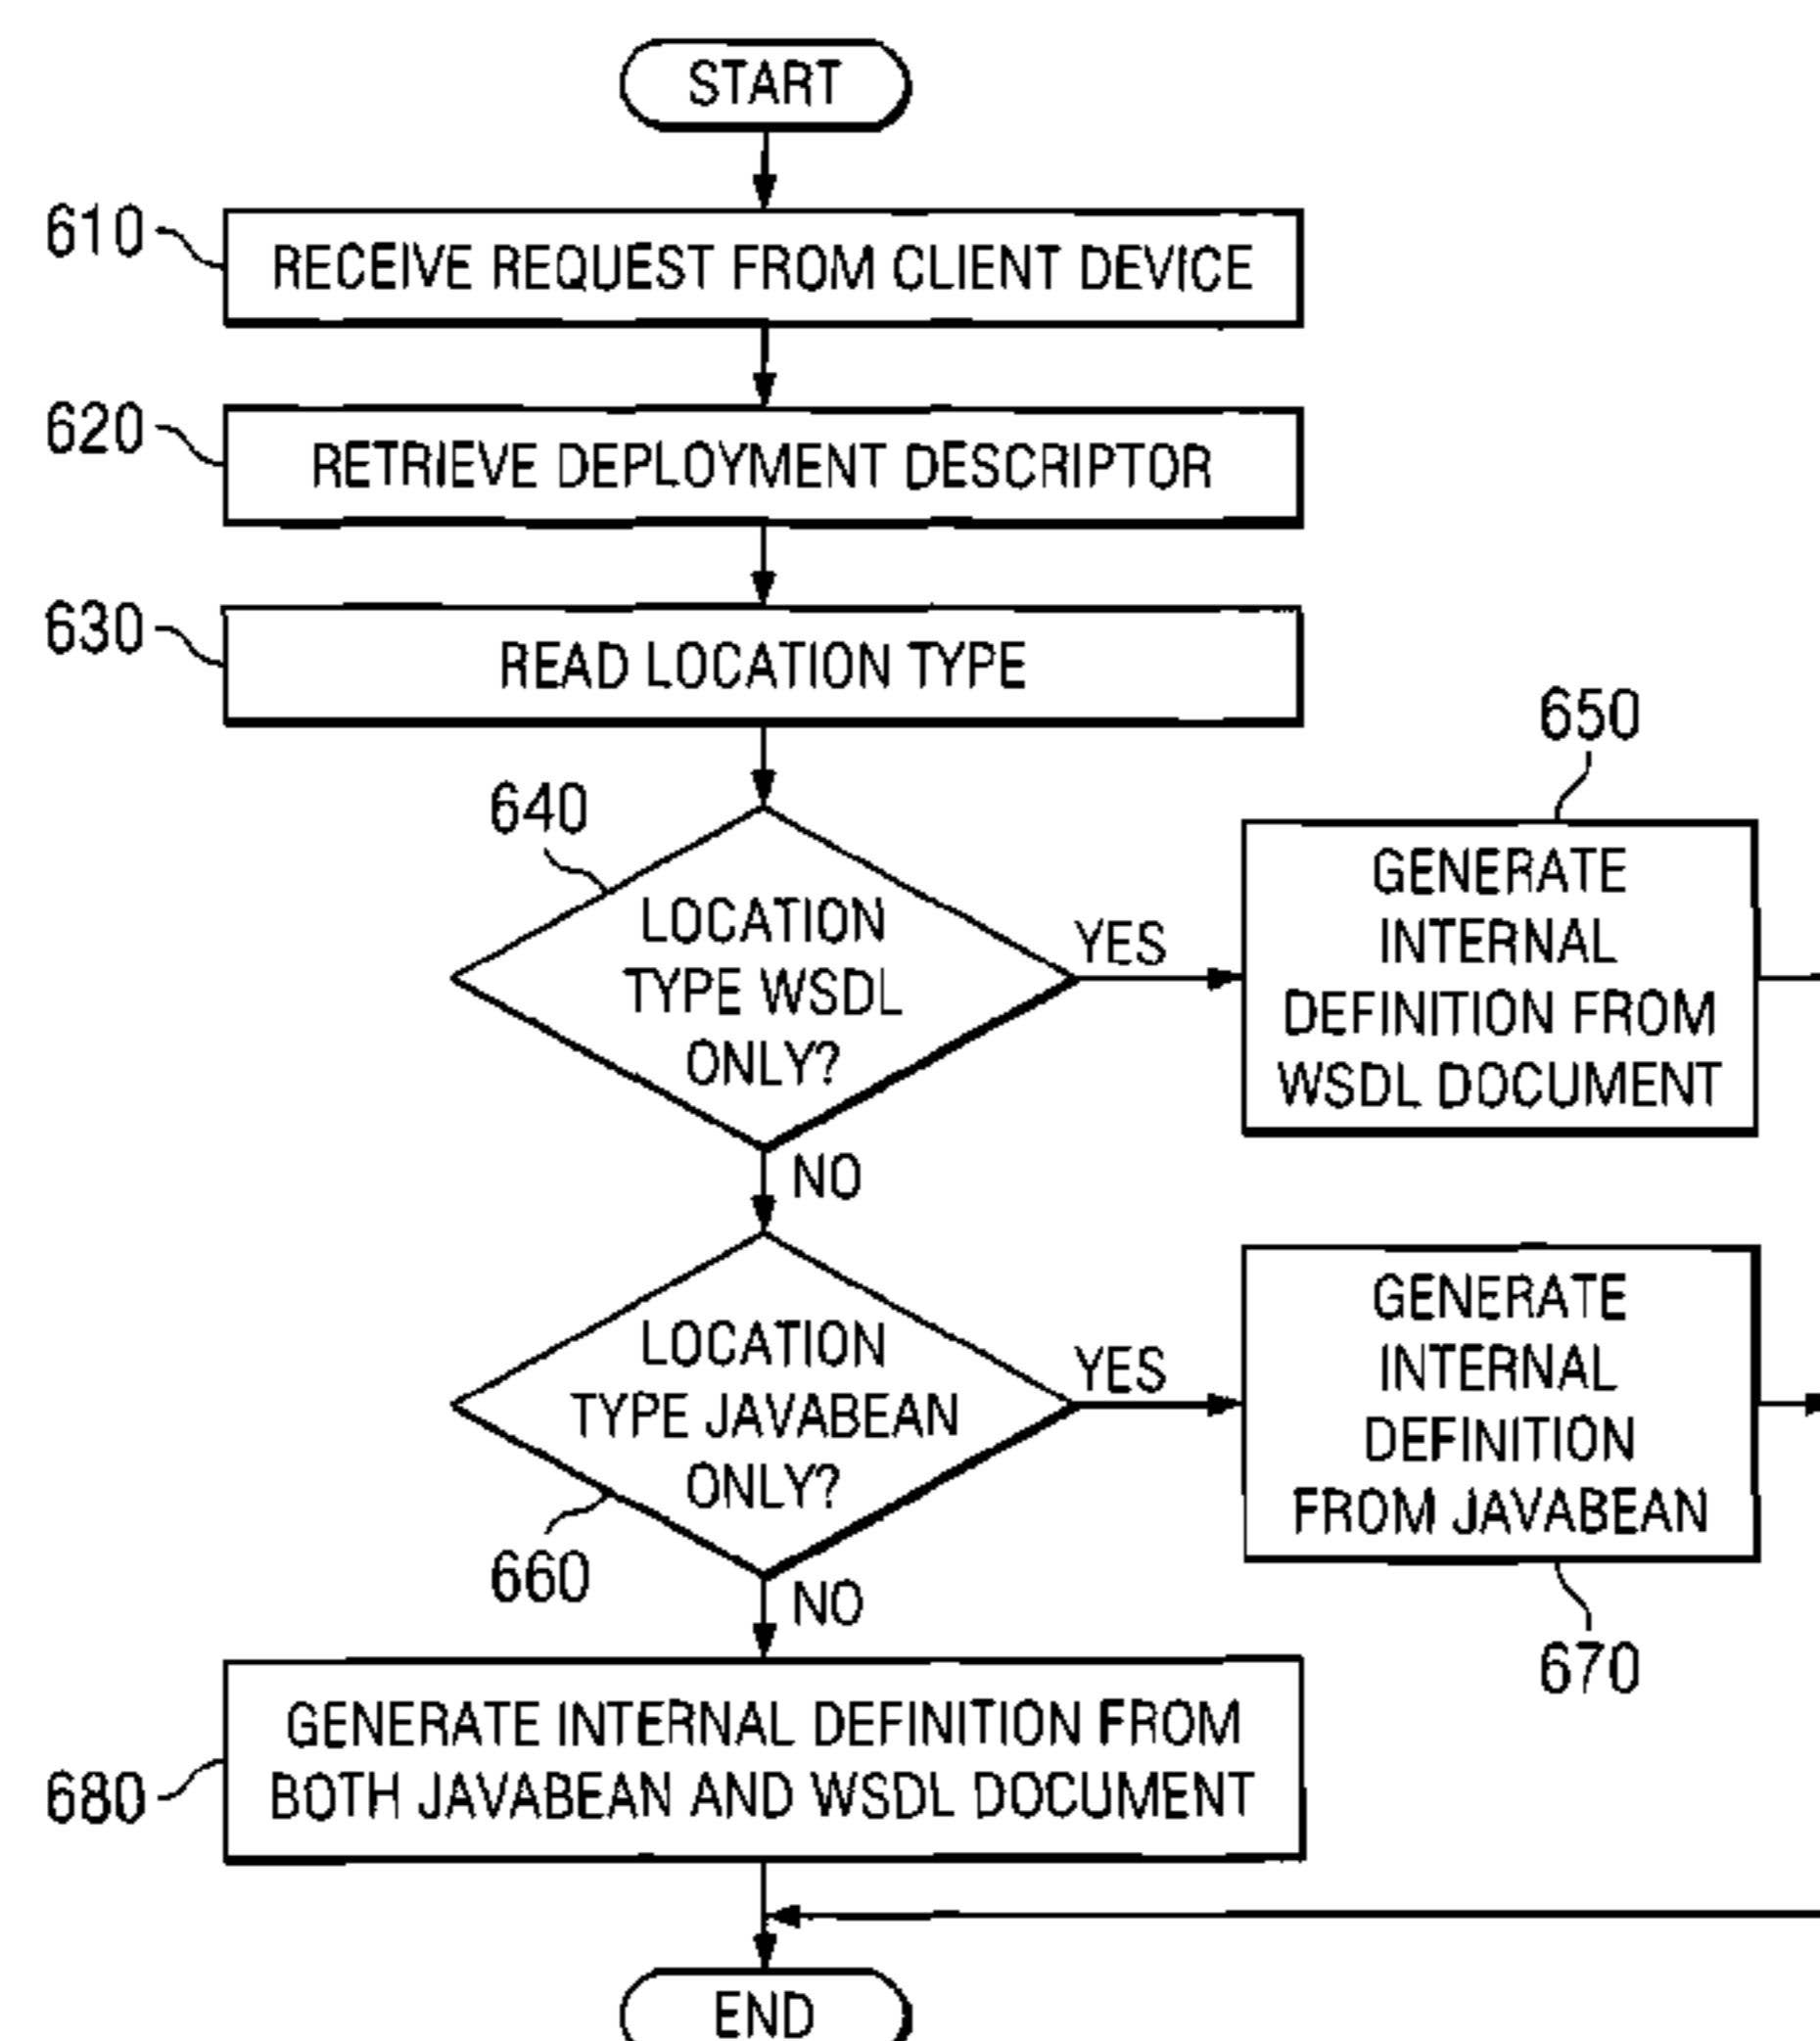 START
610
RECEIVE REQUEST FROM CLIENT DEVICE
620
RETRIEVE DEPLOYMENT DESCRIPTOR
630
READ LOCATION TYPE
640
LOCATION
TYPE WSDL
ONLY?
YES
650
GENERATE
INTERNAL
DEFINITION FROM
WSDL DOCUMENT
NO
LOCATION
TYPE JAVABEAN
ONLY?
660
YES
GENERATE
INTERNAL
DEFINITION
FROM JAVABEAN
670
NO
680
GENERATE INTERNAL DEFINITION FROM
BOTH JAVABEAN AND WSDL DOCUMENT
END